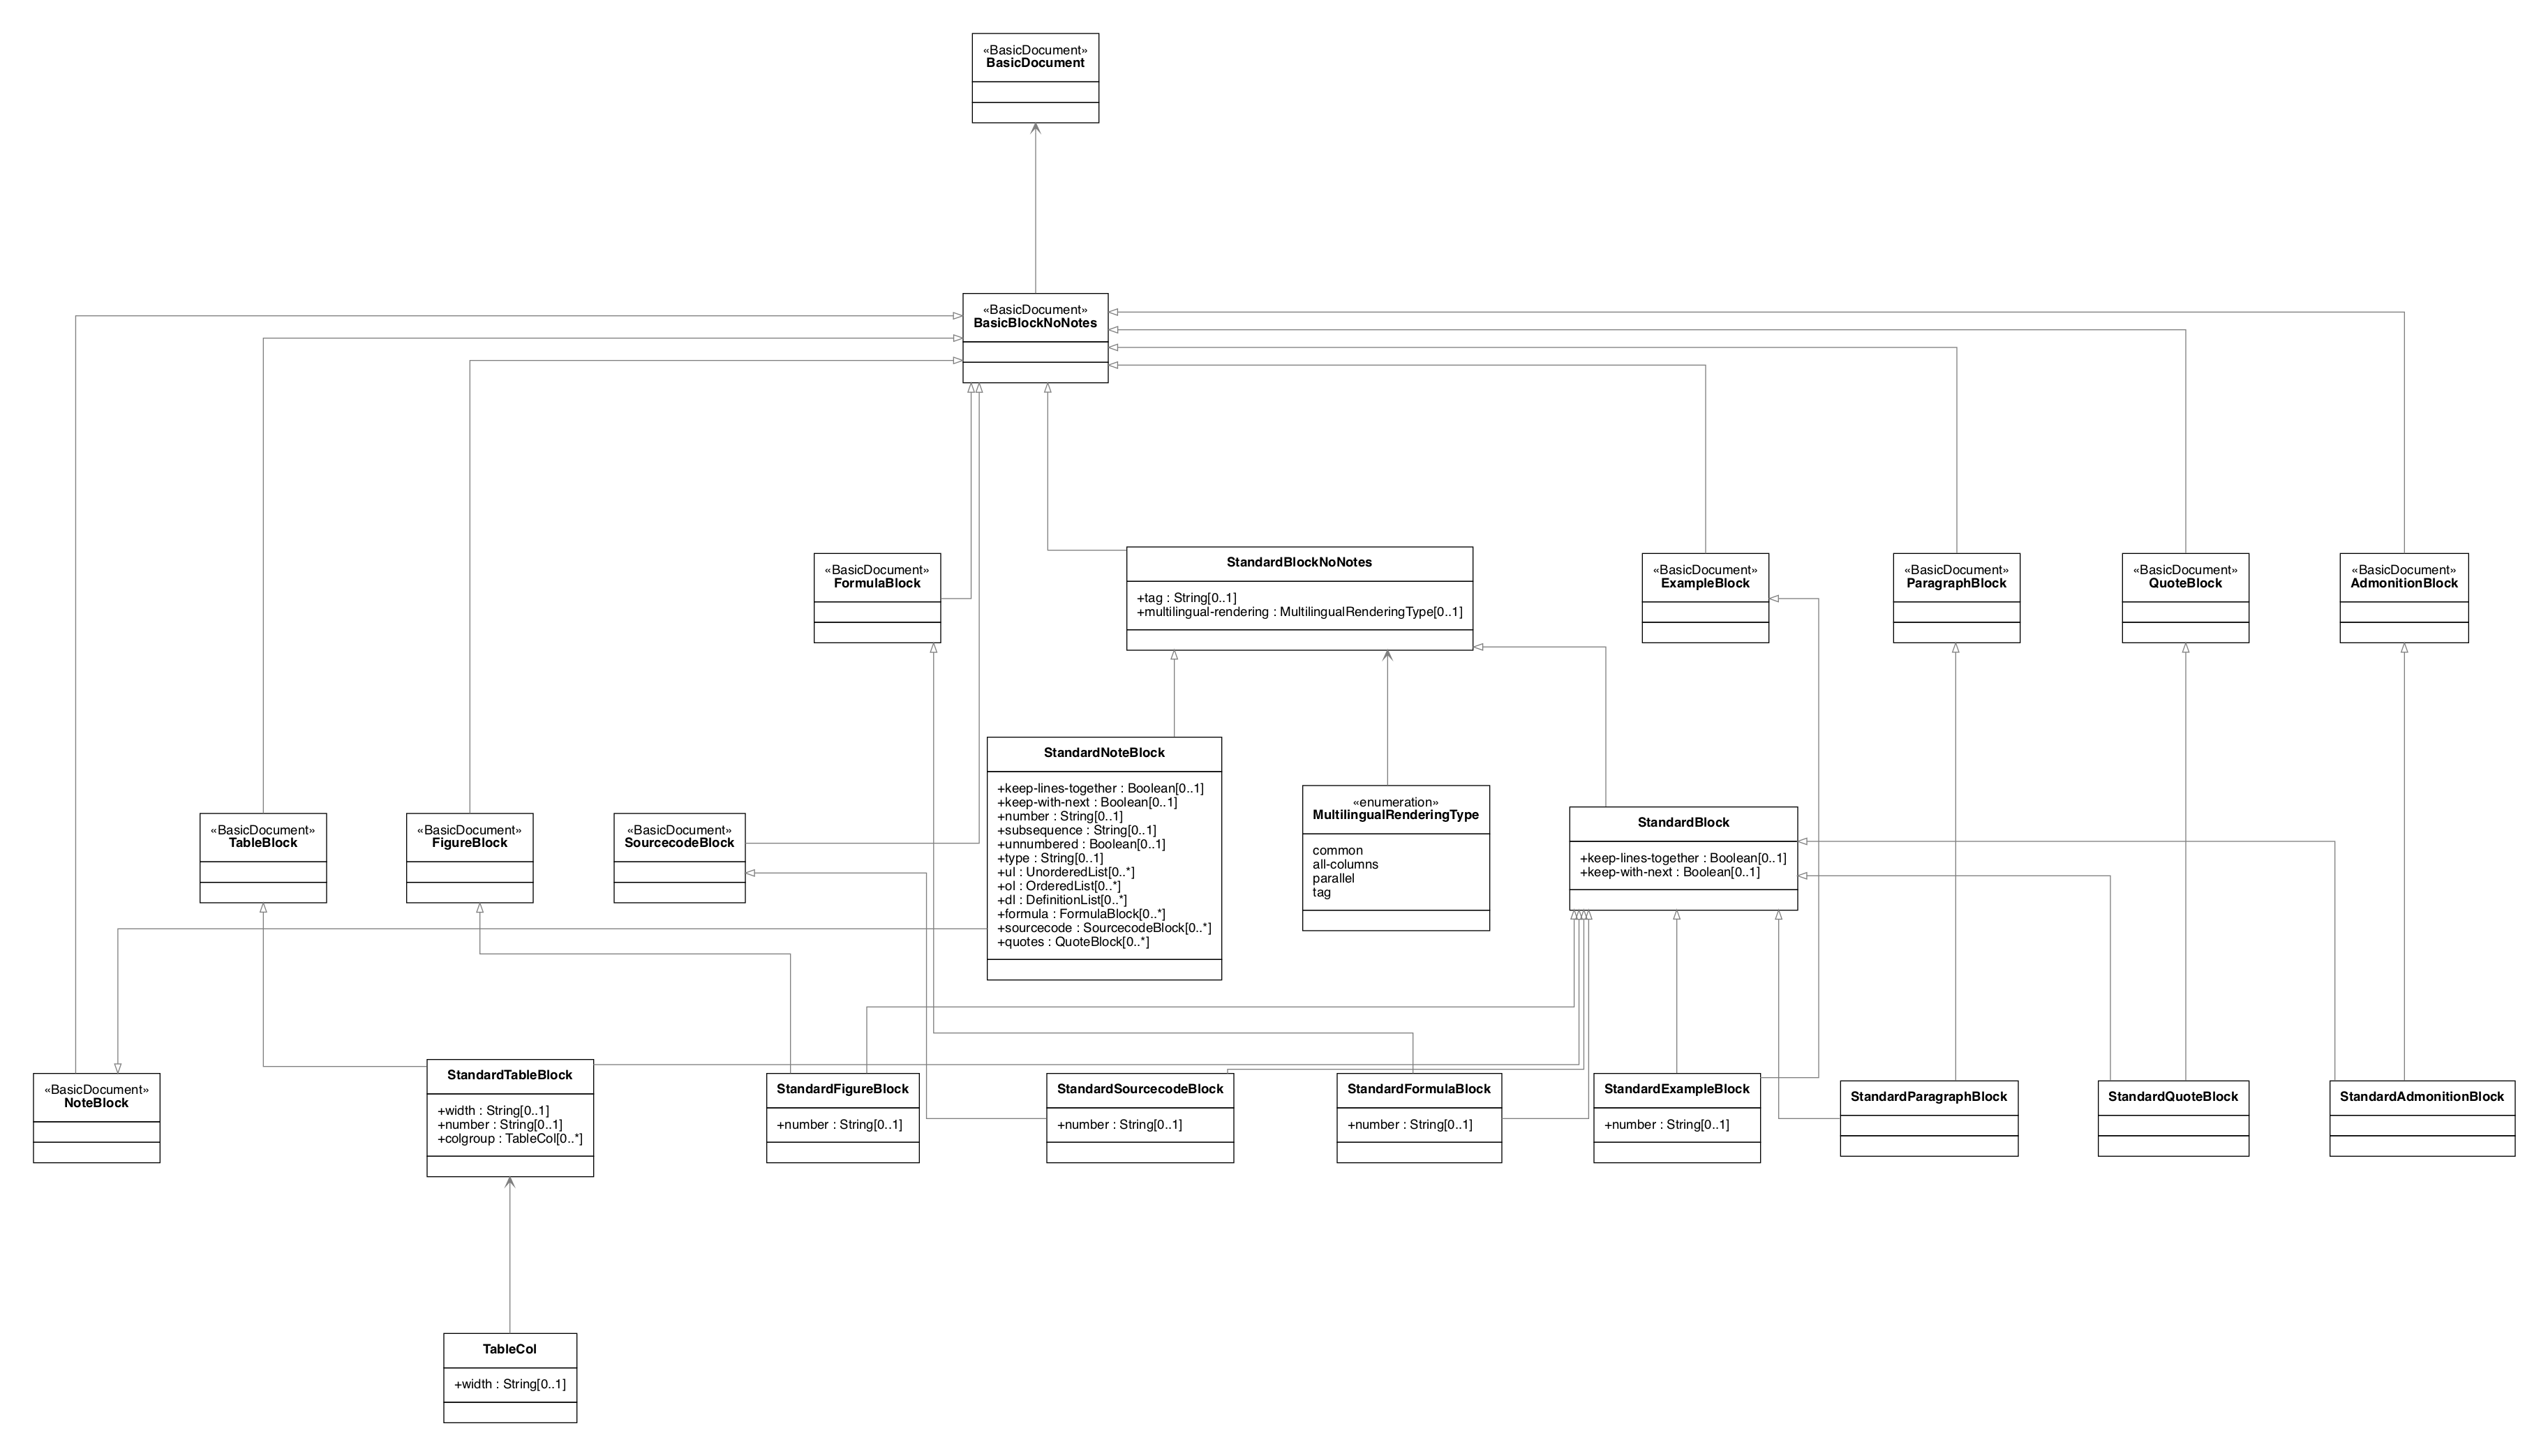 «BasicDocument»
BasicDocument
«BasicDocument»
BasicBlockNoNotes
«BasicDocument»
FormulaBlock
StandardBlockNoNotes
+tag : String[0..1]
+multilingual-rendering : MultilingualRenderingType[0..1]
«BasicDocument»
ExampleBlock
«BasicDocument»
ParagraphBlock
«BasicDocument»
QuoteBlock
«BasicDocument»
AdmonitionBlock
«BasicDocument»
TableBlock
«BasicDocument»
FigureBlock
«BasicDocument»
SourcecodeBlock
StandardNoteBlock
+keep-lines-together : Boolean[0..1]
+keep-with-next : Boolean[0..1]
+number : String[0..1]
+subsequence : String[0..1]
+unnumbered : Boolean[0..1]
+type : String[0..1]
+ul : UnorderedList[0..*]
+ol : OrderedList[0..*]
+dl : DefinitionList[0..*]
+formula : FormulaBlock[0..*]
+sourcecode : SourcecodeBlock[0..*]
+quotes : QuoteBlock[0..*]
«enumeration»
MultilingualRenderingType
common
all-columns
parallel
tag
StandardBlock
+keep-lines-together : Boolean[0..1]
+keep-with-next : Boolean[0..1]
«BasicDocument»
NoteBlock
StandardTableBlock
+width : String[0..1]
+number : String[0..1]
+colgroup : TableCol[0..*]
StandardFigureBlock
+number : String[0..1]
StandardSourcecodeBlock
+number : String[0..1]
StandardFormulaBlock
+number : String[0..1]
StandardExampleBlock
+number : String[0..1]
StandardParagraphBlock
StandardQuoteBlock
StandardAdmonitionBlock
TableCol
+width : String[0..1]